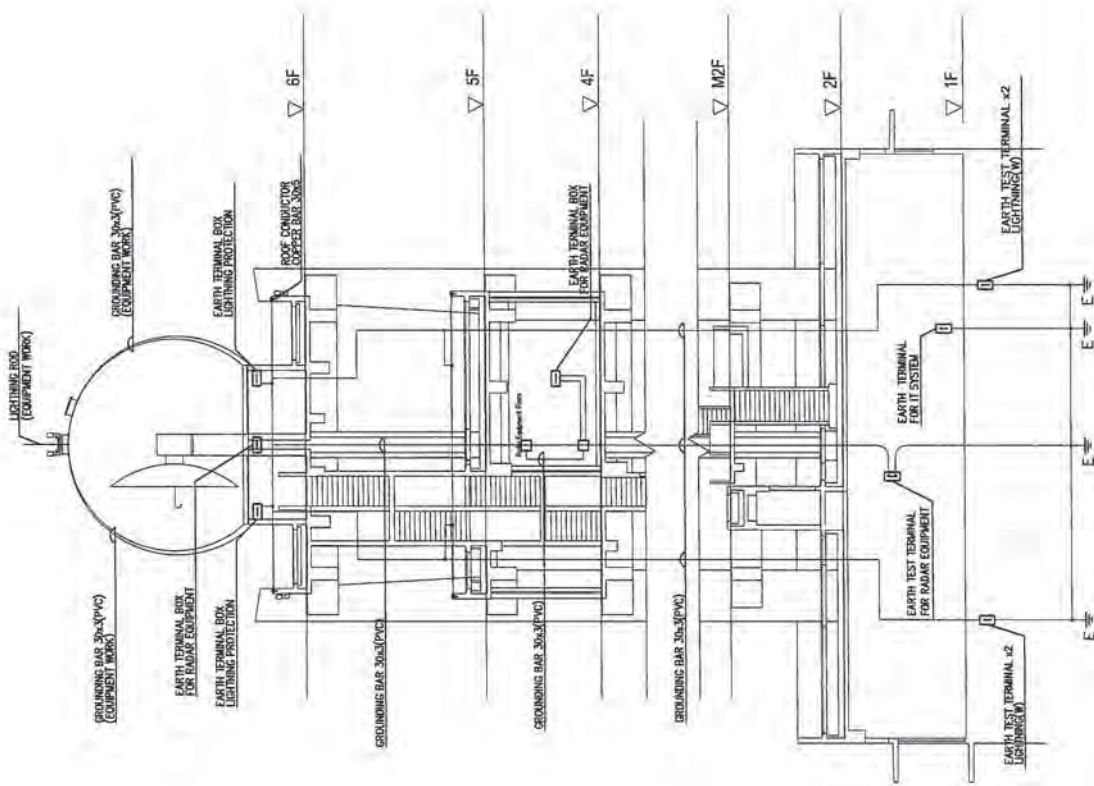 LIGHTNING ROD
(EQUIPMENT WORK)
GROUNDING BAR 30x3(PVC)
(EQUIPMENT WORK)
EARTH TERMINAL BOX
LIGHTNING PROTECTION
ROOF CONDUCTOR
COPPER BAR 30x5
6F
5F
4F
M2F
2F
1F
GROUNDING BAR 30x3(PVC)
(EQUIPMENT WORK)
EARTH TERMINAL BOX
FOR RADAR EQUIPMENT
EARTH TERMINAL BOX
LIGHTNING PROTECTION
GROUNDING BAR 30x3(PVC)
EARTH TERMINAL BOX
FOR RADAR EQUIPMENT
GROUNDING BAR 30x3(PVC)
GROUNDING BAR 30x3(PVC)
EARTH TEST TERMINAL x2
LIGHTNING(W)
EARTH TERMINAL
FOR IT SYSTEM
EARTH TEST TERMINAL
FOR RADAR EQUIPMENT
EARTH TEST TERMINAL x2
LIGHTNING(W)
E
E
E
E